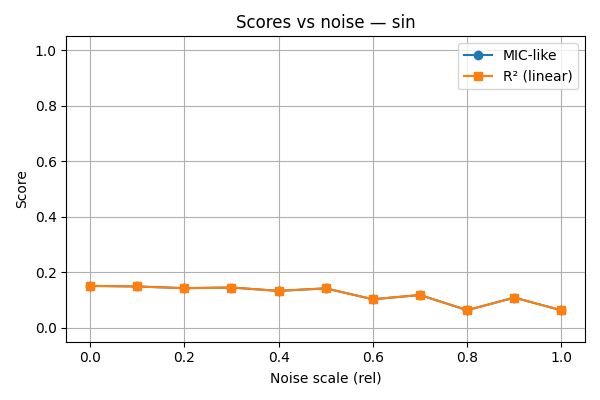 Scores vs noise — sin
MIC-like
R² (linear)
Score
1.0
0.8
0.6
0.4
0.2
0.0
0.0 0.2 0.4 0.6 0.8 1.0
Noise scale (rel)